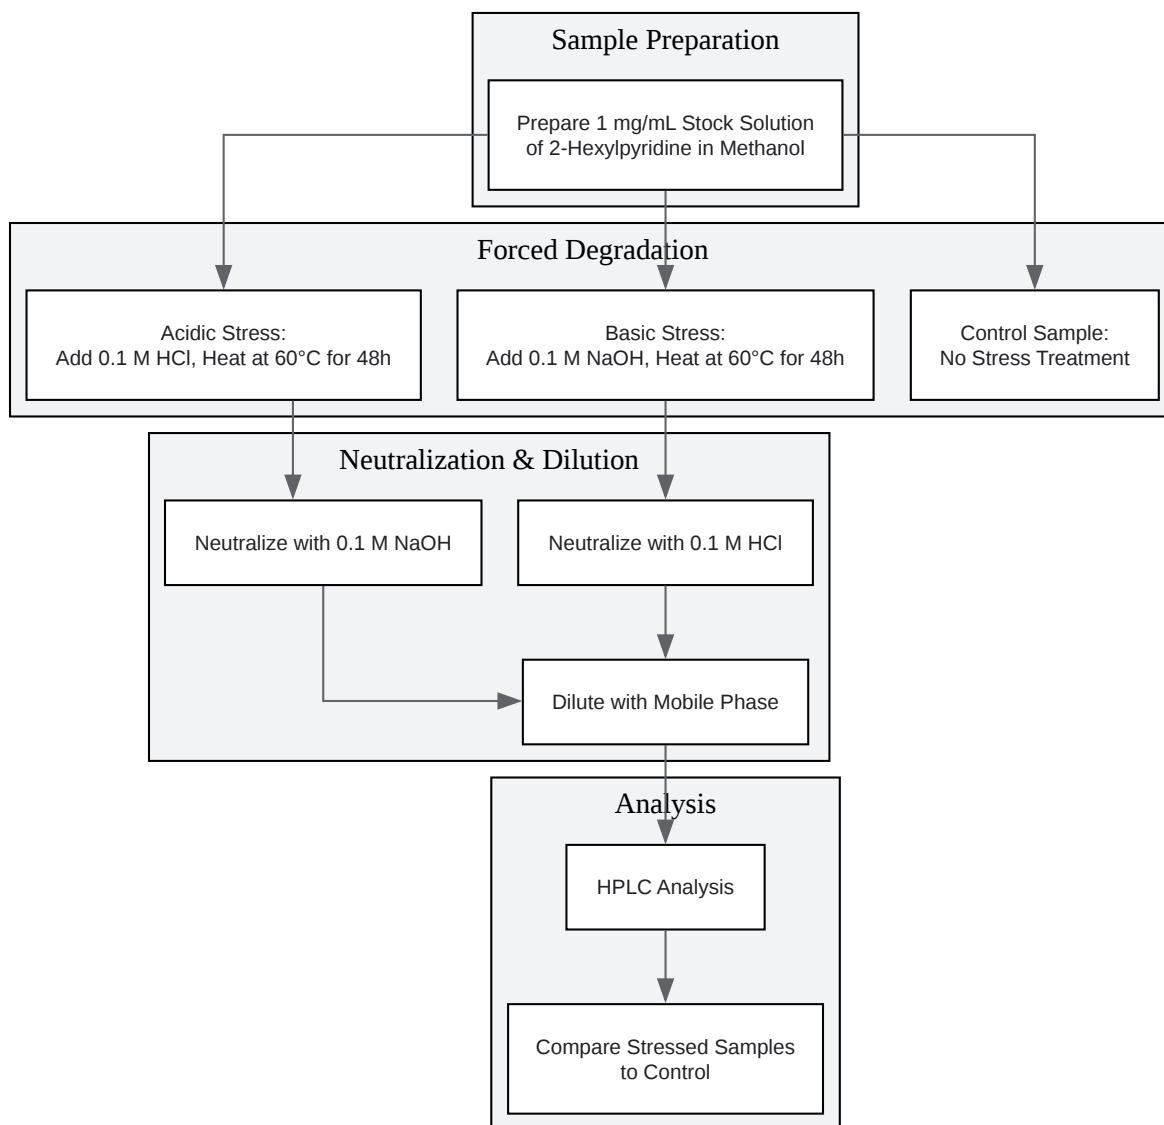 Sample Preparation
Prepare 1 mg/mL Stock Solution
of 2-Hexylpyridine in Methanol
Forced Degradation
Acidic Stress:
Add 0.1 M HCl, Heat at 60°C for 48h
Basic Stress:
Add 0.1 M NaOH, Heat at 60°C for 48h
Control Sample:
No Stress Treatment
Neutralization & Dilution
Neutralize with 0.1 M NaOH
Neutralize with 0.1 M HCl
Dilute with Mobile Phase
Analysis
HPLC Analysis
Compare Stressed Samples
to Control